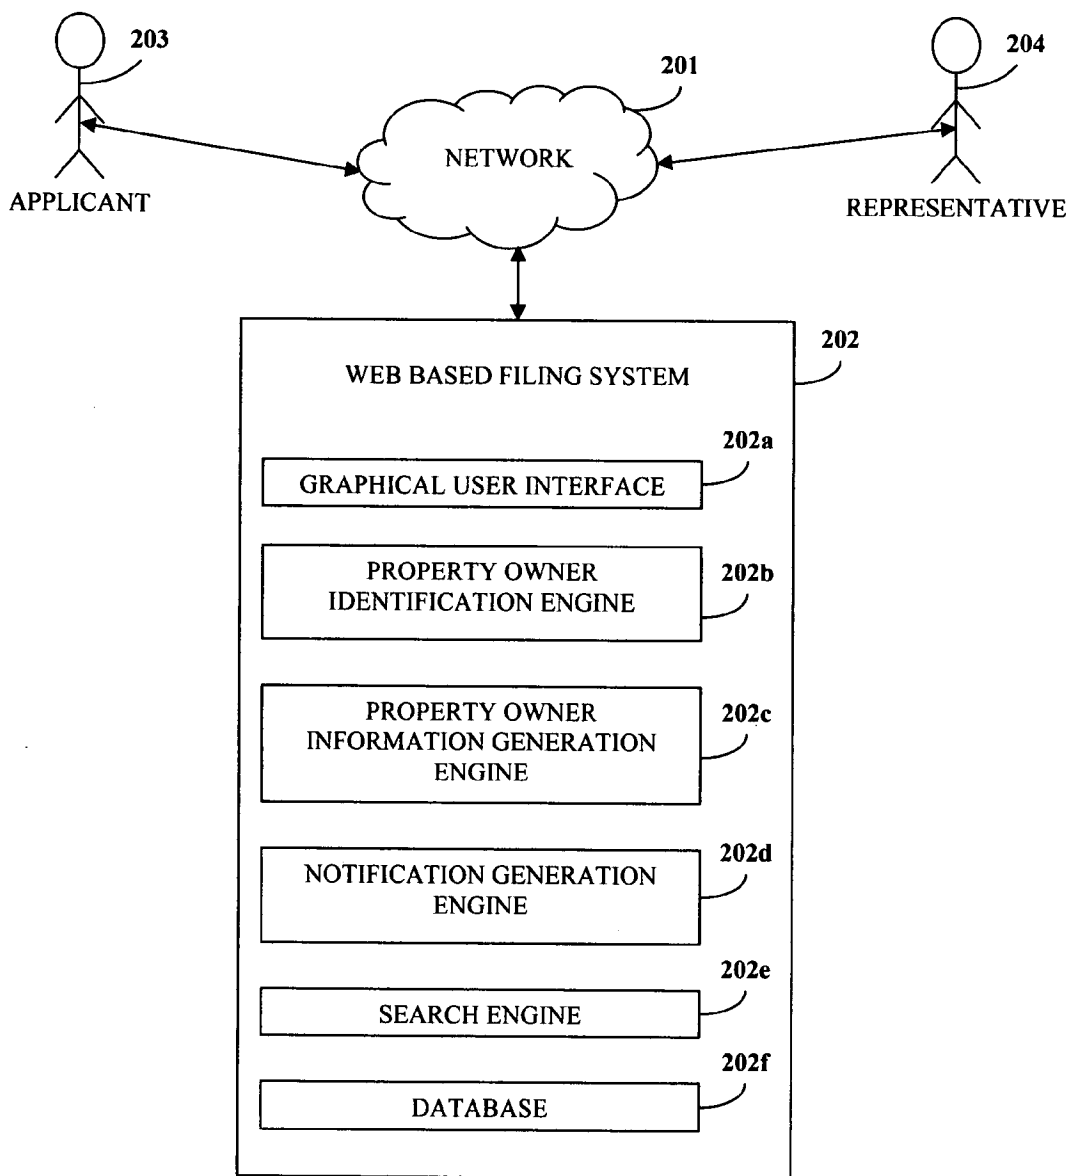 203
201
204
NETWORK
APPLICANT
REPRESENTATIVE
202
WEB BASED FILING SYSTEM
202a
GRAPHICAL USER INTERFACE
PROPERTY OWNER
IDENTIFICATION ENGINE
202b
PROPERTY OWNER
INFORMATION GENERATION
ENGINE
202c
NOTIFICATION GENERATION
ENGINE
202d
202e
SEARCH ENGINE
202f
DATABASE